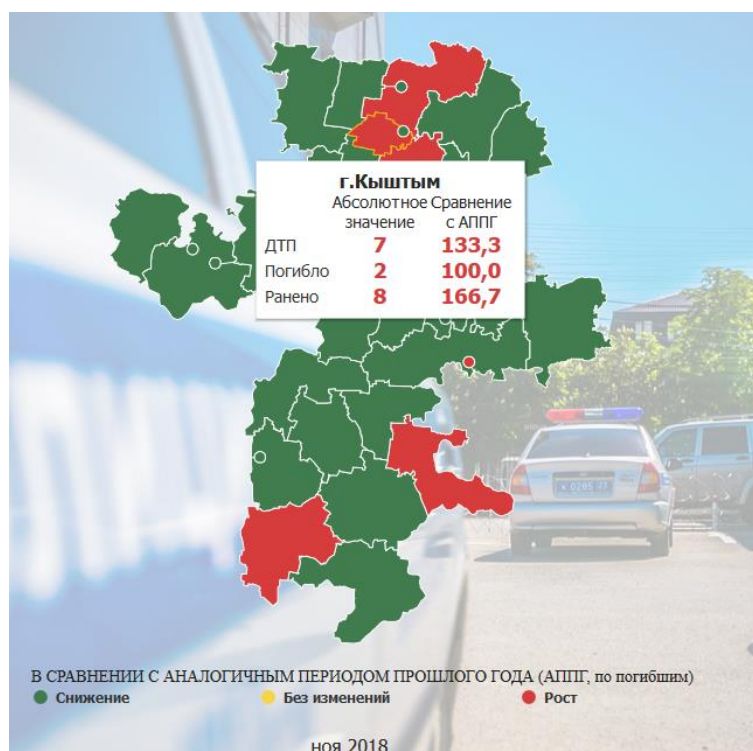 г.Кыштым
Абсолютное Сравнение
значение с АППГ
ДТП 7 133,3
Погибло 2 100,0
Ранено 8 166,7
В СРАВНЕНИИ С АНАЛОГИЧНЫМ ПЕРИОДОМ ПРОШЛОГО ГОДА (АППГ, по погибшим)
Снижение Без изменений Рост
ноя 2018